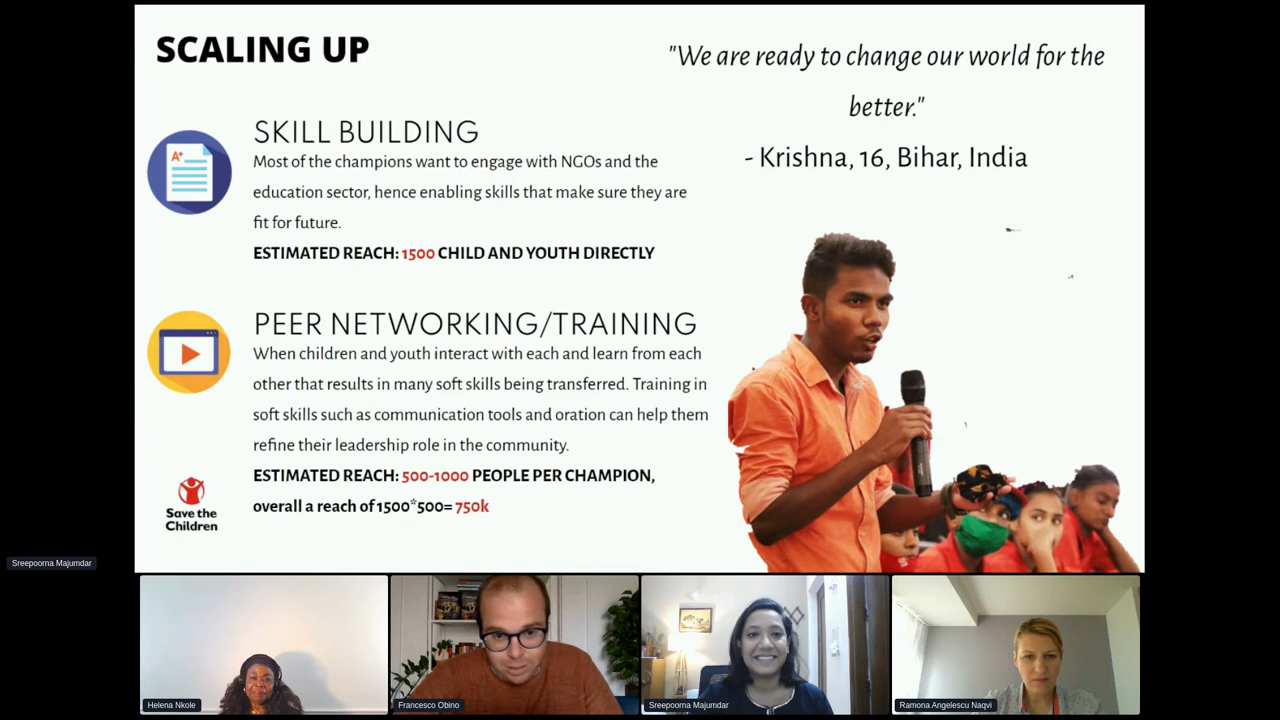 SCALING UP
"We are ready to change our world for the
better."
- Krishna, 16, Bihar, India
A+
SKILL BUILDING
Most of the champions want to engage with NGOs and the
education sector, hence enabling skills that make sure they are
fit for future.
ESTIMATED REACH: 1500 CHILD AND YOUTH DIRECTLY
PEER NETWORKING/TRAINING
When children and youth interact with each and learn from each
other that results in many soft skills being transferred. Training in
soft skills such as communication tools and oration can help them
refine their leadership role in the community.
ESTIMATED REACH: 500-1000 PEOPLE PER CHAMPION,
overall a reach of 1500*500= 750k
Save the
Children
Sreepoorna Majumdar
Helena Nkole
Francesco Obino
Sreepoorna Majumdar
Ramona Angelescu Naqvi